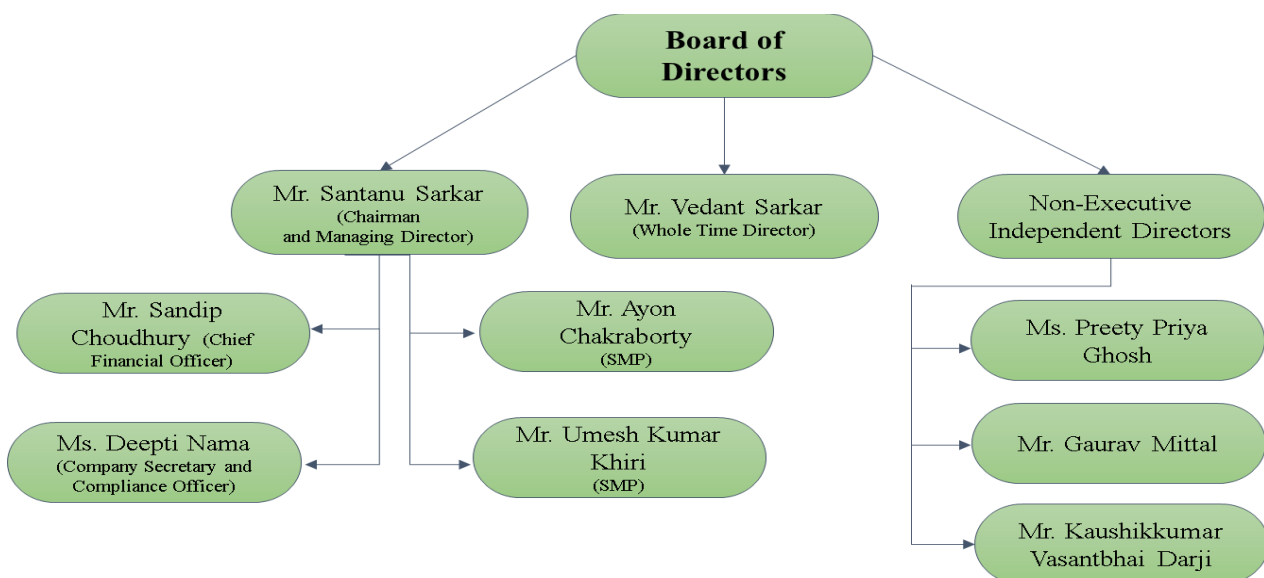 Board of
Directors
Mr. Santanu Sarkar
(Chairman
and Managing Director)
Mr. Vedant Sarkar
(Whole Time Director)
Non-Executive
Independent Directors
Mr. Sandip
Choudhury (Chief
Financial Officer)
Mr. Ayon
Chakraborty
(SMP)
Ms. Preety Priya
Ghosh
Ms. Deepti Nama
(Company Secretary and
Compliance Officer)
Mr. Umesh Kumar
Khiri
(SMP)
Mr. Gaurav Mittal
Mr. Kaushikkumar
Vasantbhai Darji